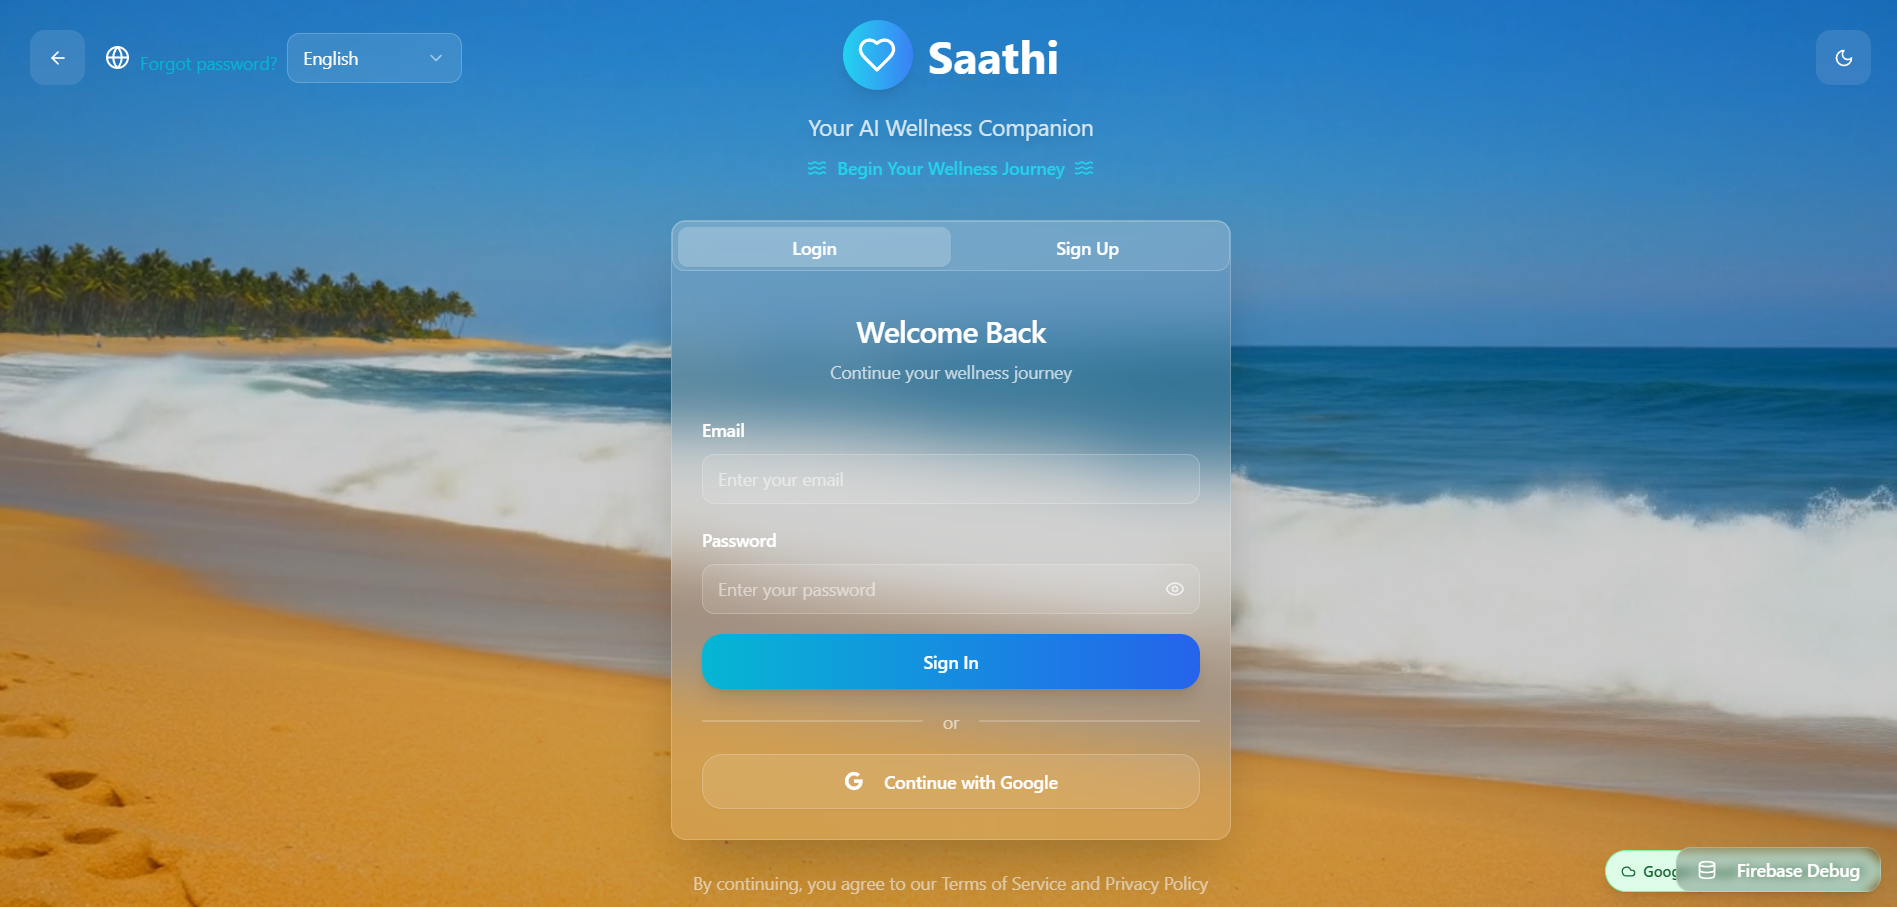 Forgot password?
English
Saathi
Your AI Wellness Companion
Begin Your Wellness Journey
Login
Sign Up
Welcome Back
Continue your wellness journey
Email
Enter your email
Password
Enter your password
Sign In
or
G Continue with Google
By continuing, you agree to our Terms of Service and Privacy Policy
Firebase Debug